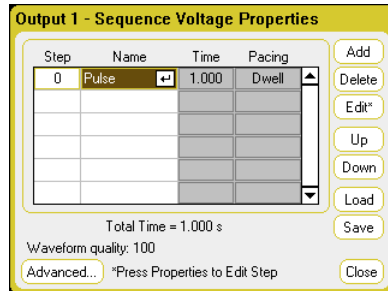 Output 1 - Sequence Voltage Properties
Step Name Time Pacing
0 Pulse 1.000 Dwell
Total Time = 1.000 s
Waveform quality: 100
Advanced... *Press Properties to Edit Step
Add
Delete
Edit*
Up
Down
Load
Save
Close